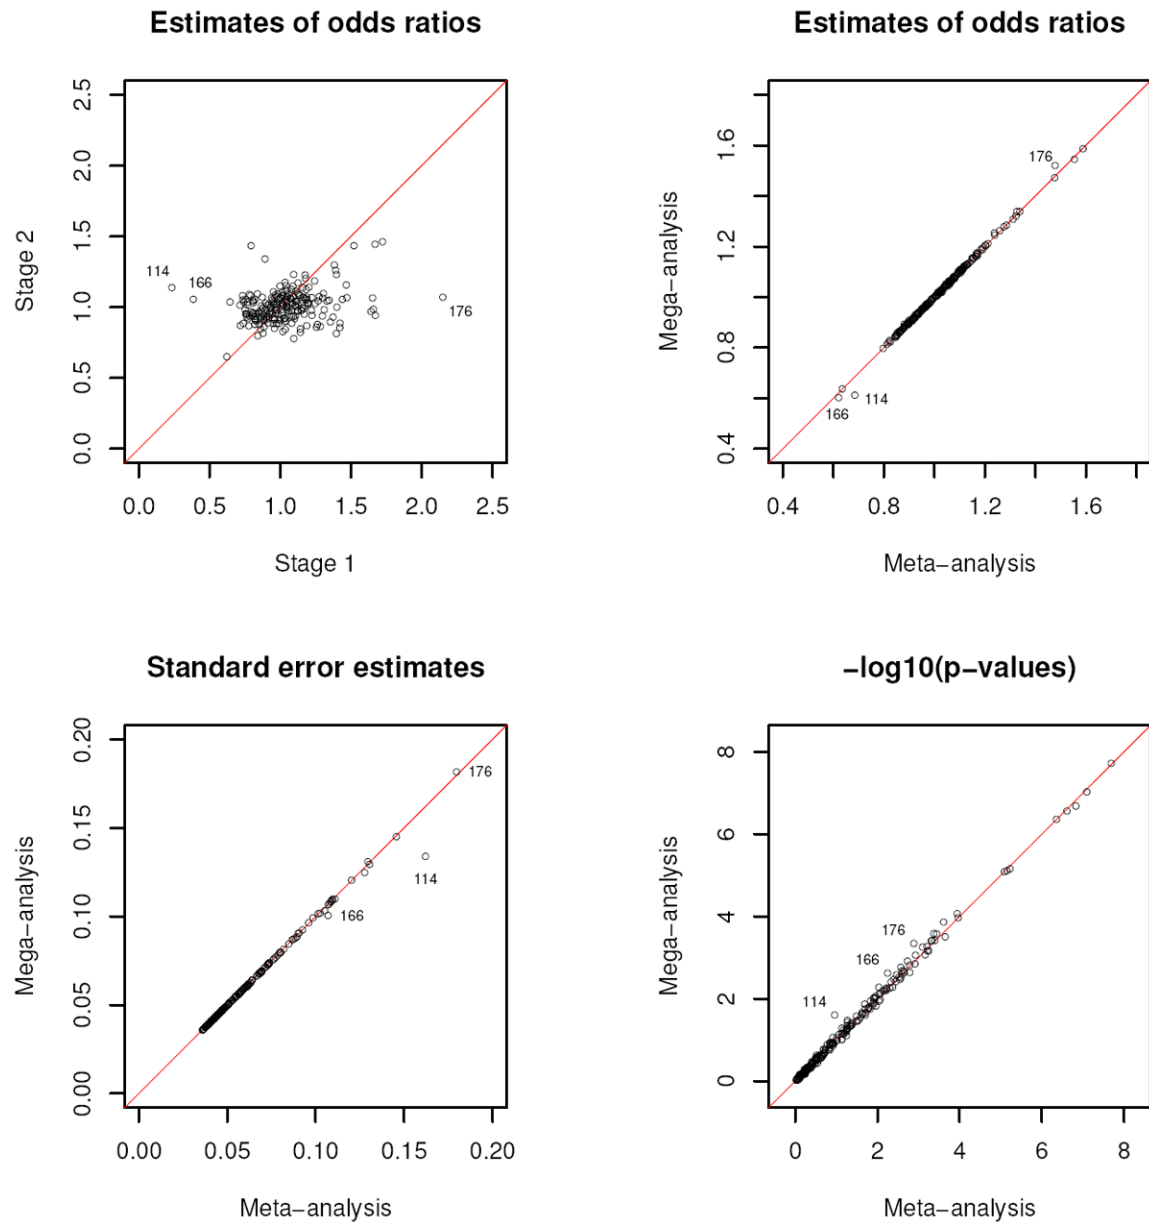 Estimates of odds ratios
2.5
2.0
1.5
1.0
0.5
0.0
Stage 2
114
166
176
0.0 0.5 1.0 1.5 2.0 2.5
Stage 1
Estimates of odds ratios
1.6
1.2
0.8
0.4
Mega−analysis
176
114
166
0.4 0.8 1.2 1.6
Meta−analysis
Standard error estimates
0.20
0.15
0.10
0.05
0.00
Mega−analysis
176
114
166
0.00 0.05 0.10 0.15 0.20
Meta−analysis
−log10(p−values)
8
6
4
2
0
Mega−analysis
176
166
114
0 2 4 6 8
Meta−analysis